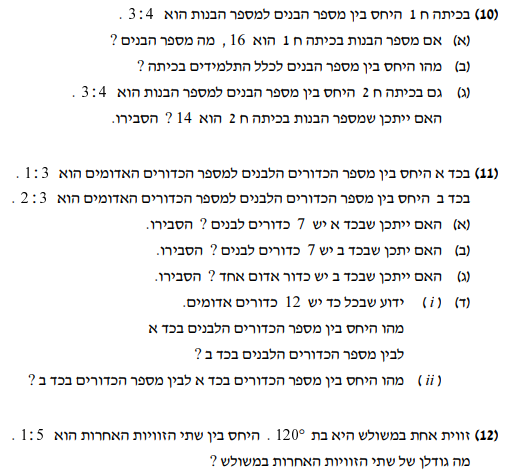 (10) בכיתה ח 1 היחס בין מספר הבנים למספר הבנות הוא 3:4 .
(א) אם מספר הבנות בכיתה ח 1 הוא 16 , מה מספר הבנים ?
(ב) מהו היחס בין מספר הבנים לכלל התלמידים בכיתה ?
(ג) גם בכיתה ח 2 היחס בין מספר הבנים למספר הבנות הוא 3:4 .
האם ייתכן שמספר הבנות בכיתה ח 2 הוא 14 ? הסבירו.
(11) בכד א היחס בין מספר הכדורים הלבנים למספר הכדורים האדומים הוא 1:3 .
בכד ב היחס בין מספר הכדורים הלבנים למספר הכדורים האדומים הוא 2:3 .
(א) האם ייתכן שבכד א יש 7 כדורים לבנים ? הסבירו.
(ב) האם יתכן שבכד ב יש 7 כדורים לבנים ? הסבירו.
(ג) האם ייתכן שבכד ב יש כדור אדום אחד ? הסבירו.
(ד) (i) ידוע שבכל כד יש 12 כדורים אדומים.
מהו היחס בין מספר הכדורים הלבנים בכד א
לבין מספר הכדורים הלבנים בכד ב ?
(ii) מהו היחס בין מספר הכדורים בכד א לבין מספר הכדורים בכד ב ?
(12) זווית אחת במשולש היא בת 120° . היחס בין שתי הזוויות האחרות הוא 1:5 .
מה גודלן של שתי הזוויות האחרות במשולש ?